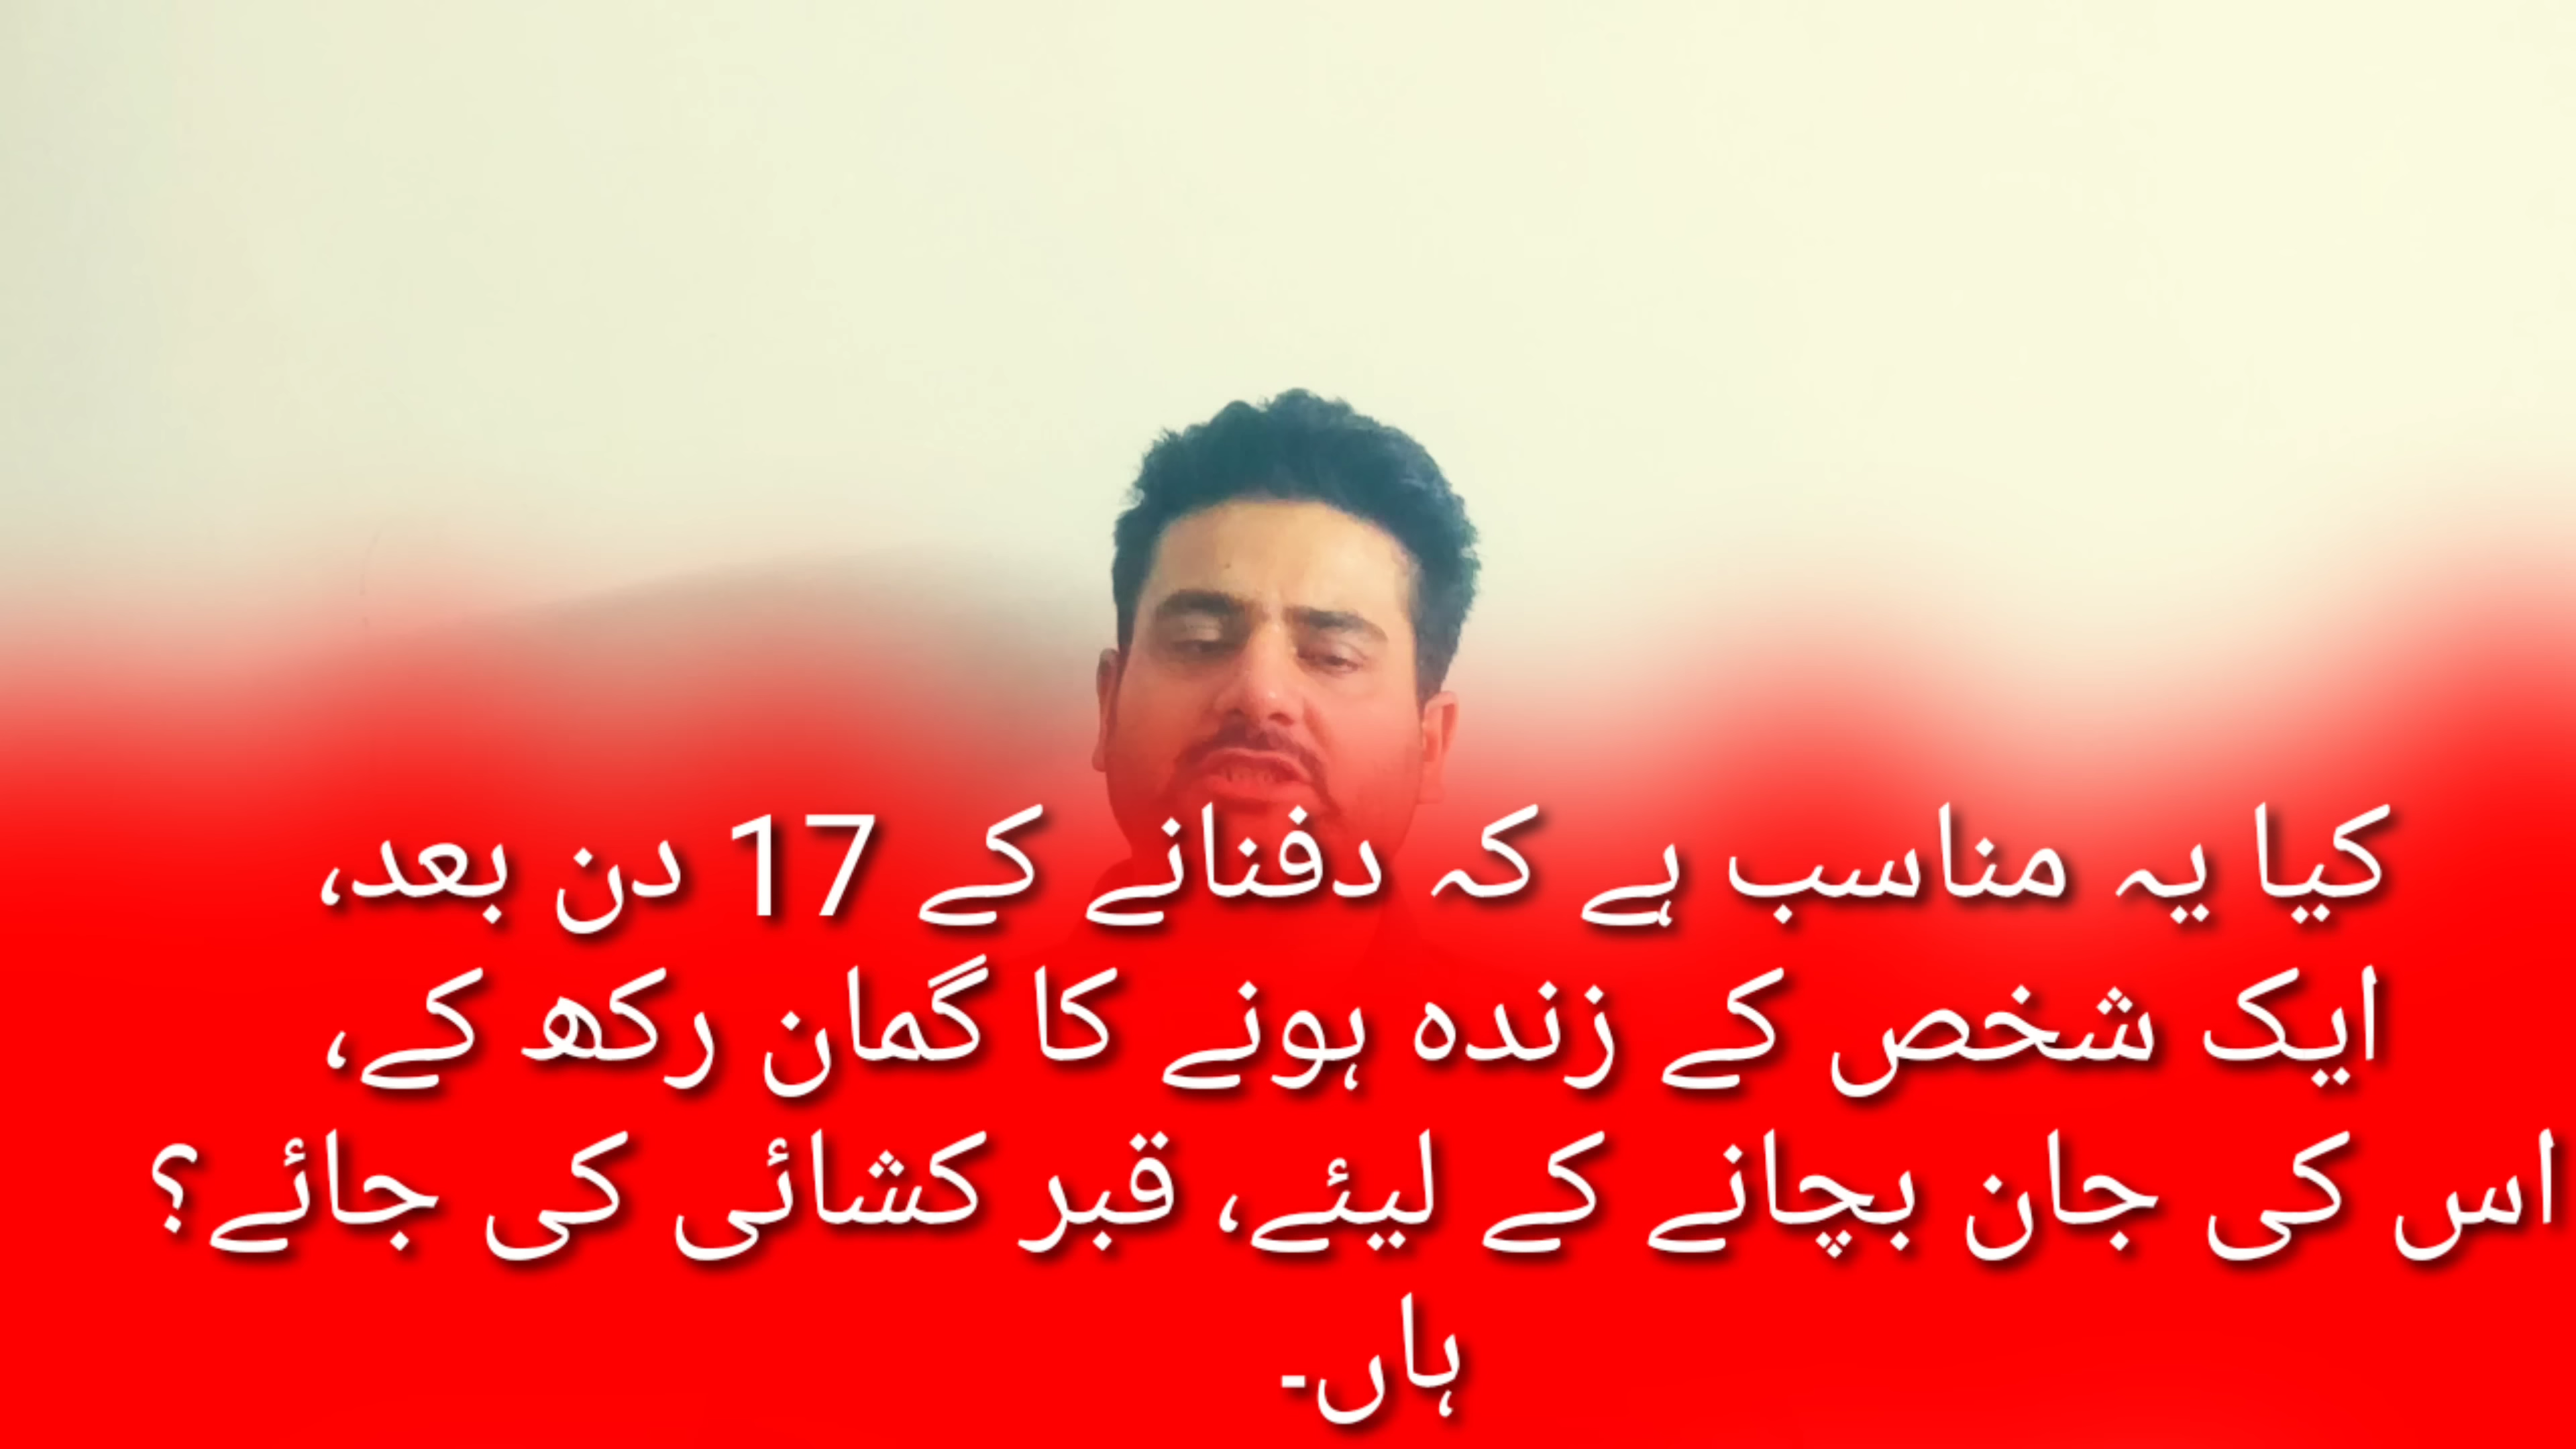 کیا یہ مناسب ہے کہ دفنانے کے 17 دن بعد،
ایک شخص کے زندہ ہونے کا گمان رکھ کے،
اس کی جان بچانے کے لیئے، قبر کشائی کی جائے؟
ہاں۔